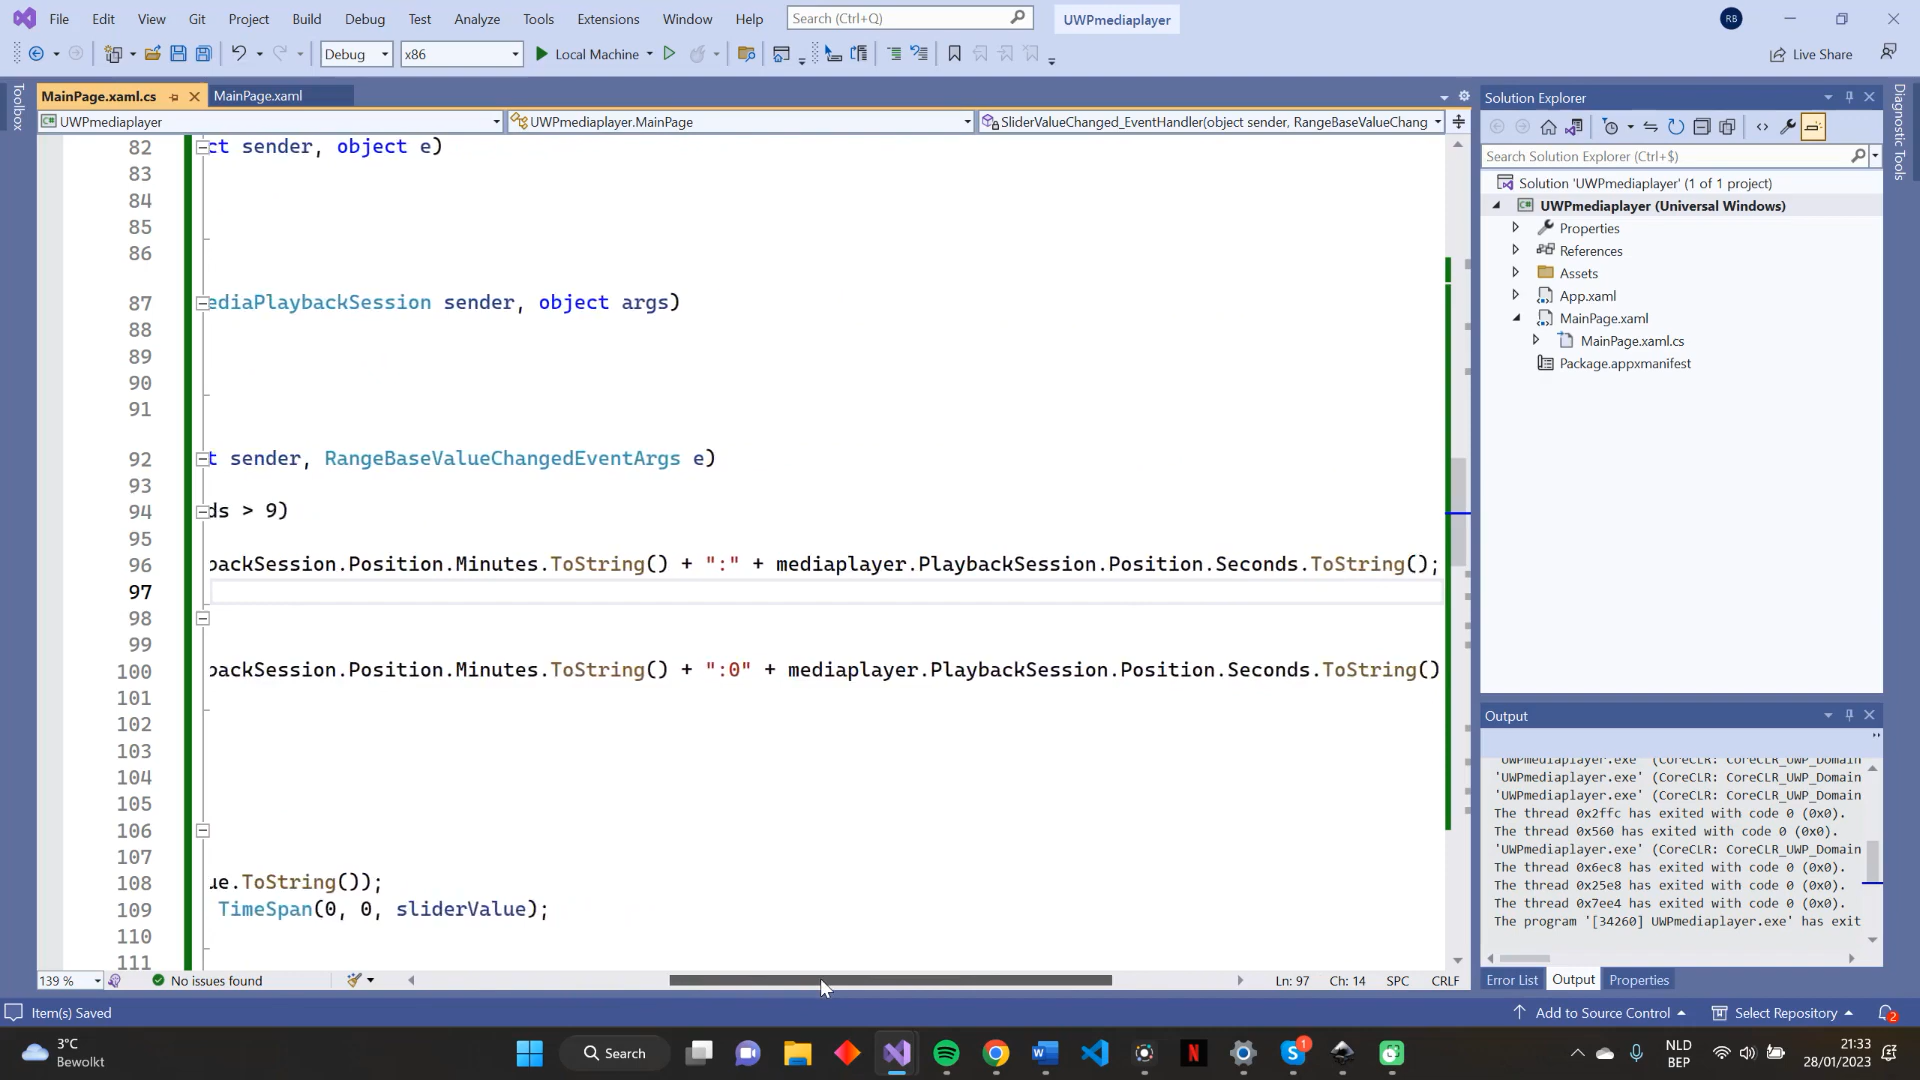 File Edit View Git Project Build Debug Test Analyze Tools Extensions Window Help Search (Ctrl+Q) UWPmediaplayer RB
Debug x86 Local Machine Live Share
Toolbox
MainPage.xaml.cs MainPage.xaml
UWPmediaplayer UWPmediaplayer.MainPage SliderValueChanged_EventHandler(object sender, RangeBaseValueChang
82 ct sender, object e)
83
84
85
86
87 ediaPlaybackSession sender, object args)
88
89
90
91
92 t sender, RangeBaseValueChangedEventArgs e)
93
94 ds > 9)
95
96 backSession.Position.Minutes.ToString() + ":" + mediaplayer.PlaybackSession.Position.Seconds.ToString();
97
98
99
100 backSession.Position.Minutes.ToString() + ":0" + mediaplayer.PlaybackSession.Position.Seconds.ToString()
101
102
103
104
105
106
107
108 ue.ToString());
109 TimeSpan(0, 0, sliderValue);
110
111
139 % No issues found Ln: 97 Ch: 14 SPC CRLF
Solution Explorer
Search Solution Explorer (Ctrl+$)
Solution 'UWPmediaplayer' (1 of 1 project)
UWPmediaplayer (Universal Windows)
Properties
References
Assets
App.xaml
MainPage.xaml
MainPage.xaml.cs
Package.appxmanifest
Diagnostic Tools
Output
'UWPmediaplayer.exe' (CoreCLR: CoreCLR_UWP_Domain
'UWPmediaplayer.exe' (CoreCLR: CoreCLR_UWP_Domain
'UWPmediaplayer.exe' (CoreCLR: CoreCLR_UWP_Domain
The thread 0x2ffc has exited with code 0 (0x0).
The thread 0x560 has exited with code 0 (0x0).
'UWPmediaplayer.exe' (CoreCLR: CoreCLR_UWP_Domain
The thread 0x6ec8 has exited with code 0 (0x0).
The thread 0x25e8 has exited with code 0 (0x0).
The thread 0x7ee4 has exited with code 0 (0x0).
The program '[34260] UWPmediaplayer.exe' has exit
Error List Output Properties
Item(s) Saved Add to Source Control Select Repository 2
3°C
Bewolkt
Search
1
NLD
BEP
21:33
28/01/2023